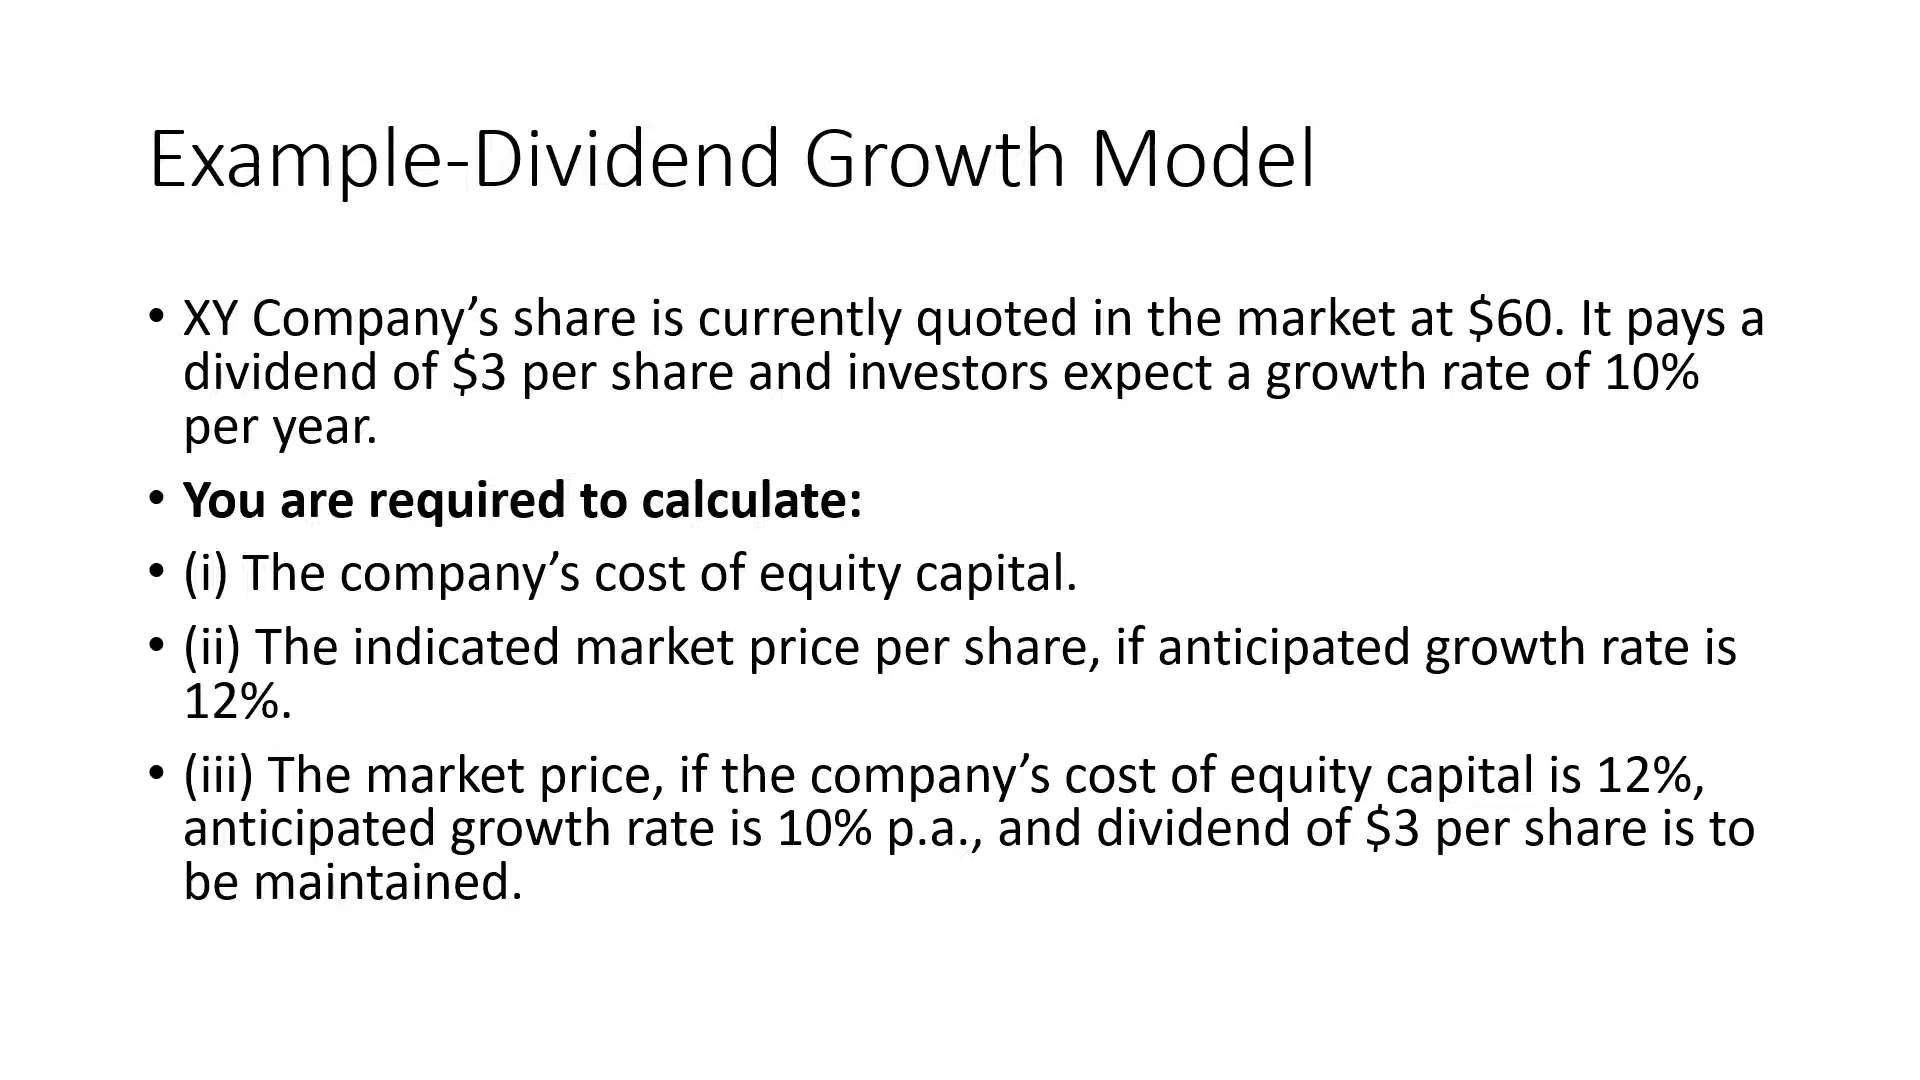 Example-Dividend Growth Model
• XY Company’s share is currently quoted in the market at $60. It pays a
dividend of $3 per share and investors expect a growth rate of 10%
per year.
• You are required to calculate:
• (i) The company’s cost of equity capital.
• (ii) The indicated market price per share, if anticipated growth rate is
12%.
• (iii) The market price, if the company’s cost of equity capital is 12%,
anticipated growth rate is 10% p.a., and dividend of $3 per share is to
be maintained.